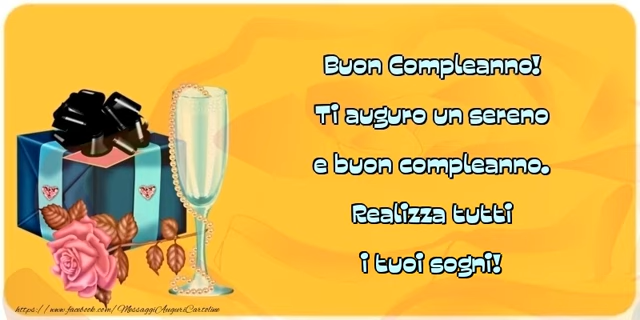 Buon Compleanno!
Ti auguro un sereno
e buon compleanno.
Realizza tutti
i tuoi sogni!
https://www.facebook.com/MessaggiAuguriCartoline